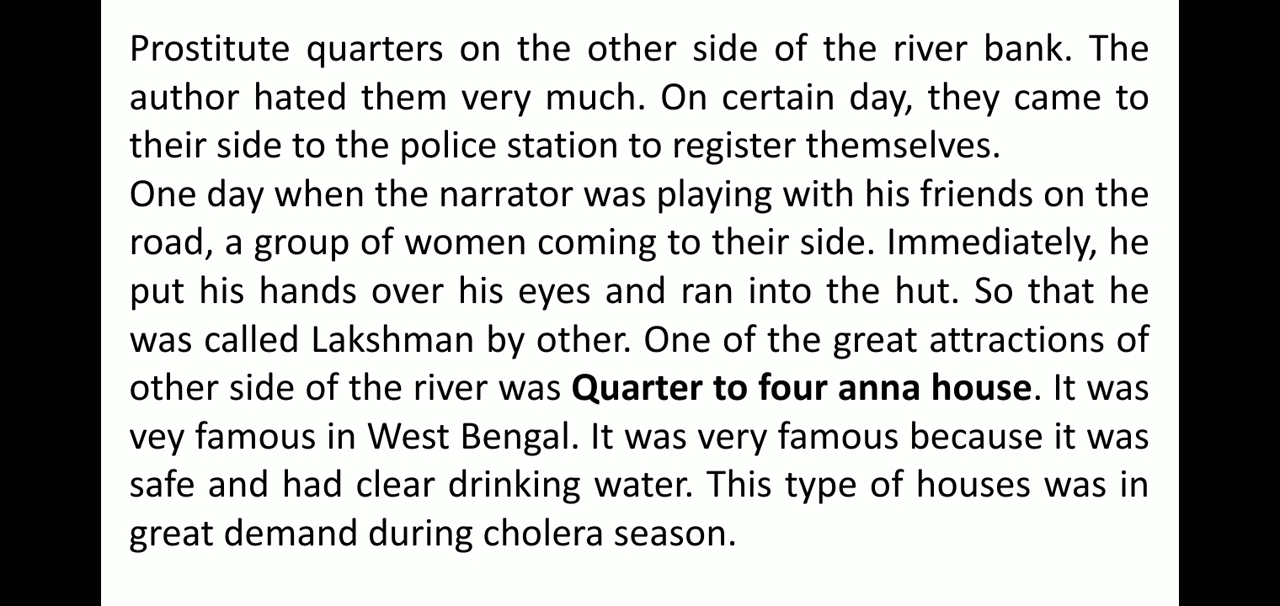 Prostitute quarters on the other side of the river bank. The
author hated them very much. On certain day, they came to
their side to the police station to register themselves.
One day when the narrator was playing with his friends on the
road, a group of women coming to their side. Immediately, he
put his hands over his eyes and ran into the hut. So that he
was called Lakshman by other. One of the great attractions of
other side of the river was Quarter to four anna house. It was
vey famous in West Bengal. It was very famous because it was
safe and had clear drinking water. This type of houses was in
great demand during cholera season.